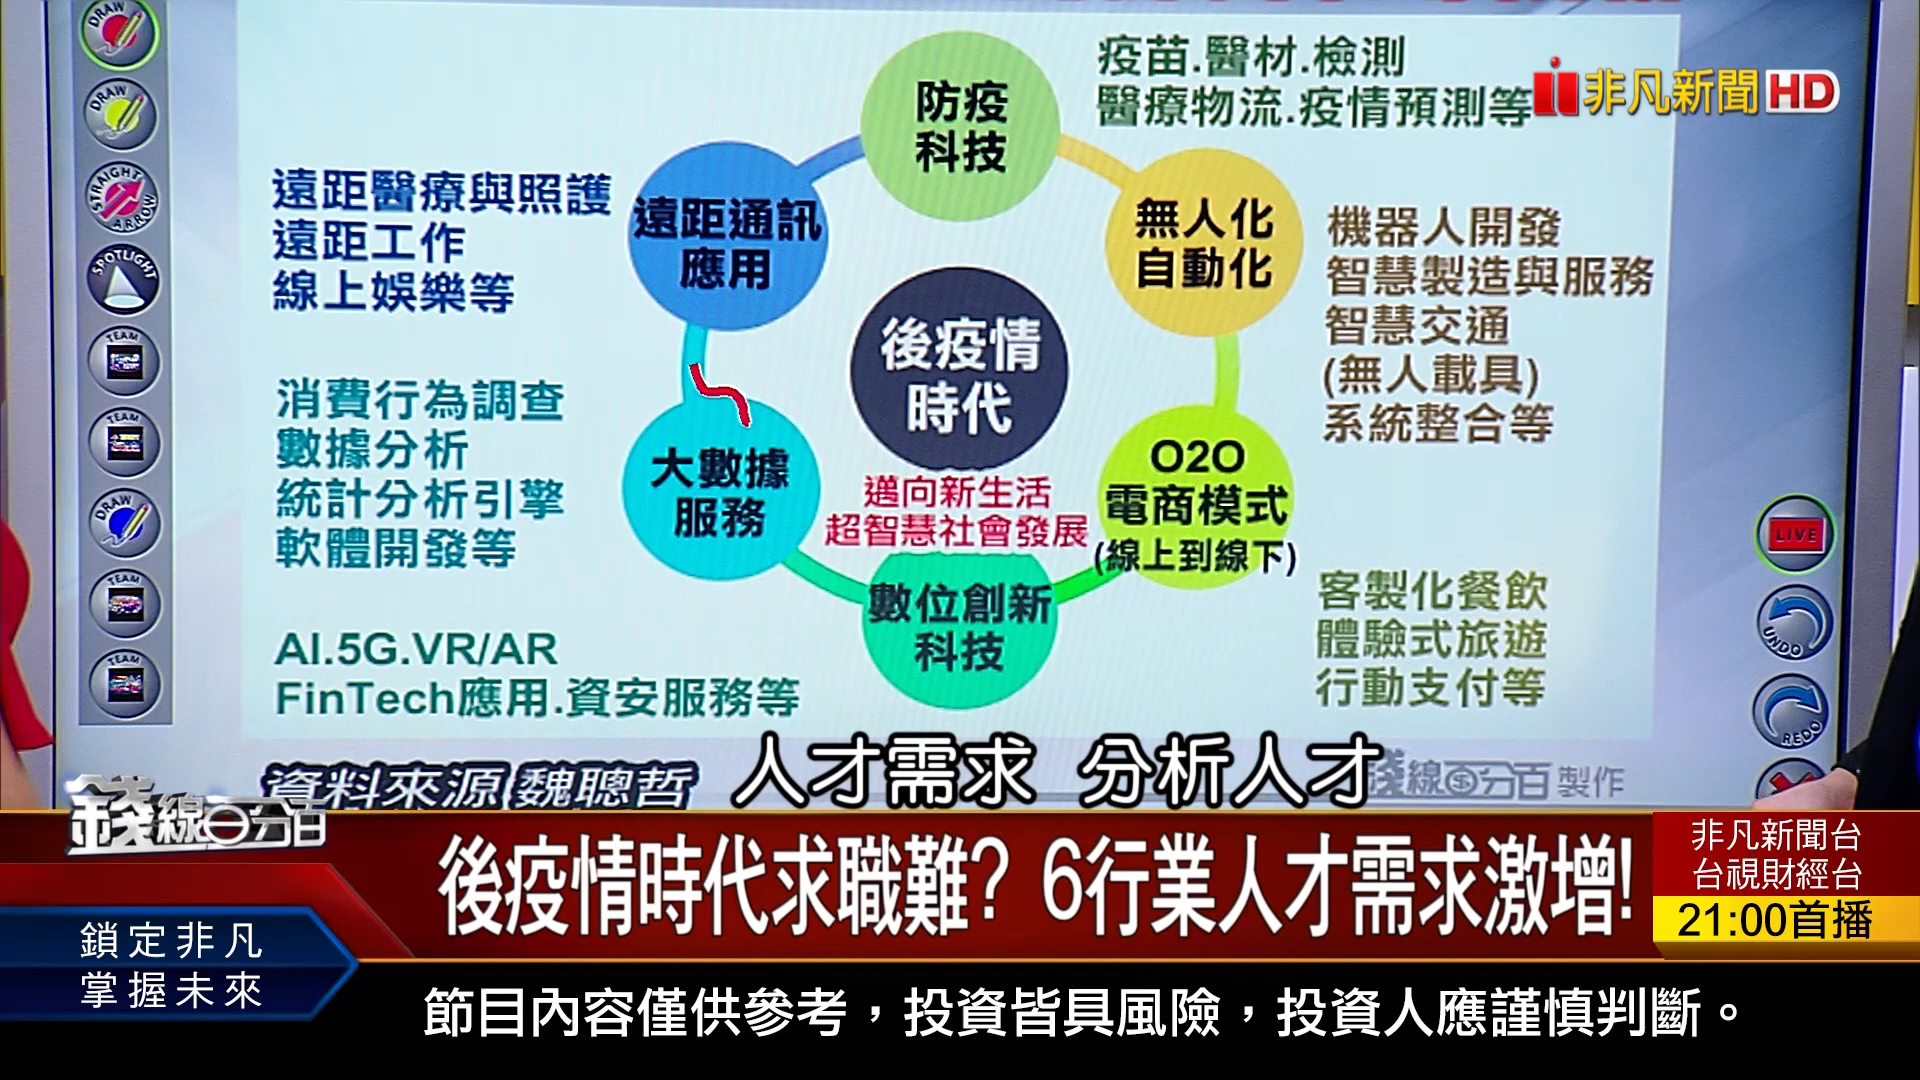 DRAW
DRAW
STRAIGHT ARROW
SPOTLIGHT
TEAM
TEAM
DRAW
TEAM
TEAM
防疫
科技
疫苗.醫材.檢測
醫療物流.疫情預測等
非凡新聞HD
遠距通訊
應用
遠距醫療與照護
遠距工作
線上娛樂等
無人化
自動化
機器人開發
智慧製造與服務
智慧交通
(無人載具)
系統整合等
後疫情
時代
邁向新生活
超智慧社會發展
大數據
服務
消費行為調查
數據分析
統計分析引擎
軟體開發等
O2O
電商模式
(線上到線下)
客製化餐飲
體驗式旅遊
行動支付等
數位創新
科技
AI.5G.VR/AR
FinTech應用.資安服務等
LIVE
UNDO
REDO
資料來源:魏聰哲
人才需求 分析人才
錢線百分百製作
錢線百分百
後疫情時代求職難? 6行業人才需求激增!
非凡新聞台
台視財經台
21:00首播
鎖定非凡
掌握未來
節目內容僅供參考，投資皆具風險，投資人應謹慎判斷。